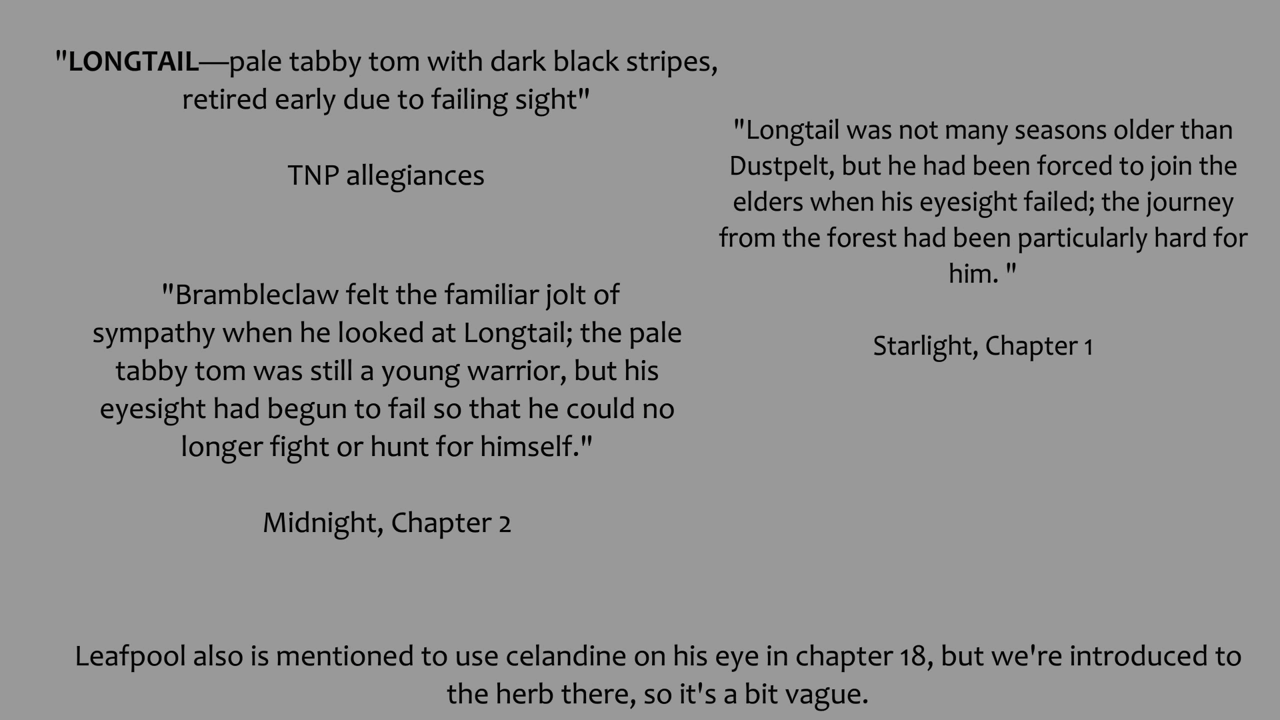 "LONGTAIL—pale tabby tom with dark black stripes,
retired early due to failing sight"
TNP allegiances
"Brambleclaw felt the familiar jolt of
sympathy when he looked at Longtail; the pale
tabby tom was still a young warrior, but his
eyesight had begun to fail so that he could no
longer fight or hunt for himself."
Midnight, Chapter 2
"Longtail was not many seasons older than
Dustpelt, but he had been forced to join the
elders when his eyesight failed; the journey
from the forest had been particularly hard for
him. "
Starlight, Chapter 1
Leafpool also is mentioned to use celandine on his eye in chapter 18, but we're introduced to
the herb there, so it's a bit vague.